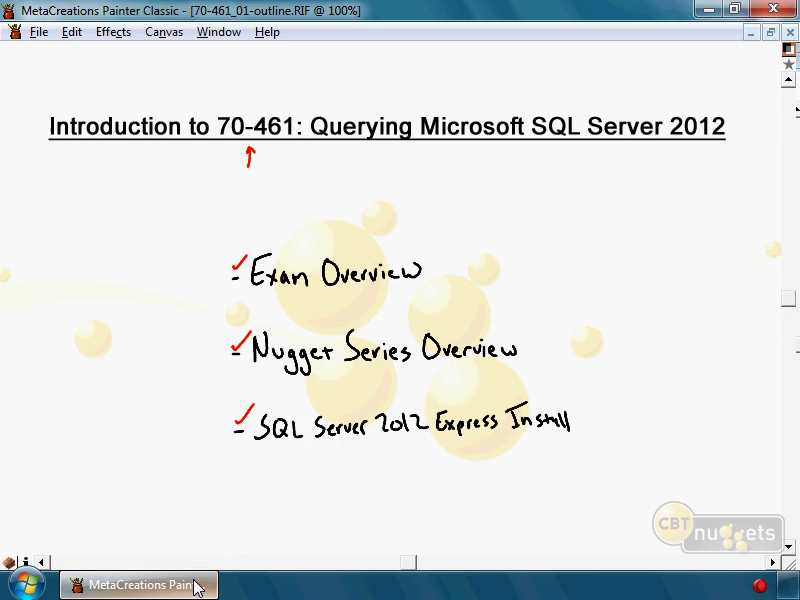 MetaCreations Painter Classic - [70-461_01-outline.RIF @ 100%]
File Edit Effects Canvas Window Help
Introduction to 70-461: Querying Microsoft SQL Server 2012
- Exam Overview
- Nugget Series Overview
- SQL Server 2012 Express Install
CBT nuggets
MetaCreations Paint